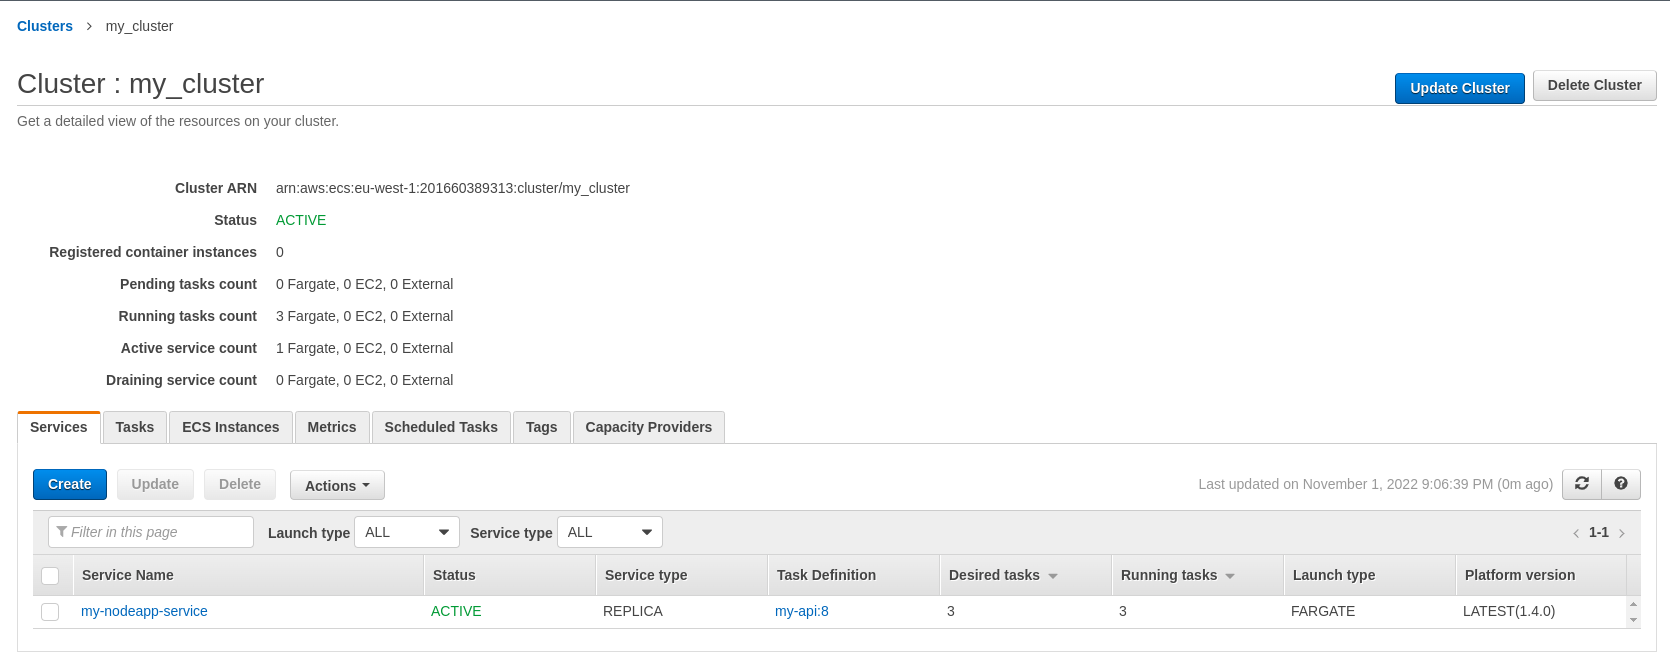 Clusters > my_cluster
Cluster : my_cluster
Update Cluster Delete Cluster
Get a detailed view of the resources on your cluster.
Cluster ARN arn:aws:ecs:eu-west-1:201660389313:cluster/my_cluster
Status ACTIVE
Registered container instances 0
Pending tasks count 0 Fargate, 0 EC2, 0 External
Running tasks count 3 Fargate, 0 EC2, 0 External
Active service count 1 Fargate, 0 EC2, 0 External
Draining service count 0 Fargate, 0 EC2, 0 External
Services Tasks ECS Instances Metrics Scheduled Tasks Tags Capacity Providers
Create Update Delete Actions Last updated on November 1, 2022 9:06:39 PM (0m ago)
Filter in this page Launch type ALL Service type ALL < 1-1 >
Service Name Status Service type Task Definition Desired tasks Running tasks Launch type Platform version
my-nodeapp-service ACTIVE REPLICA my-api:8 3 3 FARGATE LATEST(1.4.0)